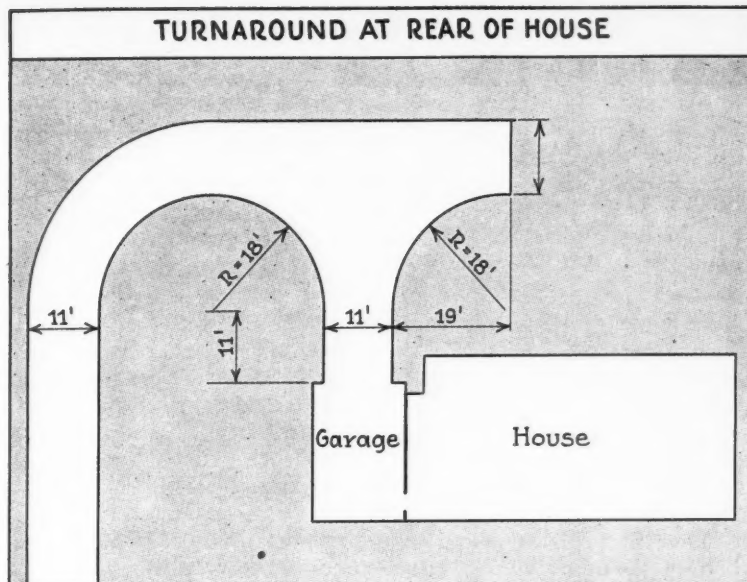 TURNAROUND AT REAR OF HOUSE
R=18'
R=18'
11'
11'
19'
11'
Garage
House